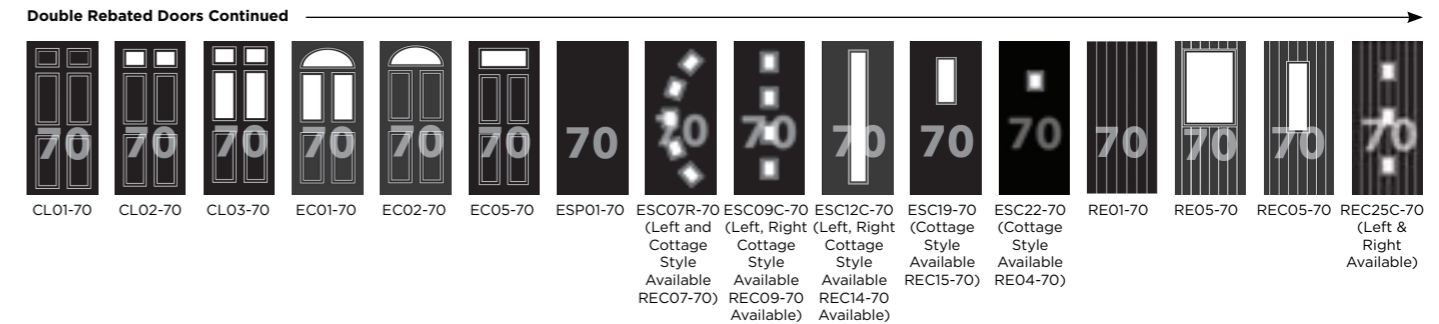 Double Rebated Doors Continued
70 70 70 70 70 70 70 70 70 70 70 70 70 70 70 70
CL01-70
CL02-70
CL03-70
EC01-70
EC02-70
EC05-70
ESP01-70
ESC07R-70
(Left and
Cottage
Style
Available
REC07-70)
ESC09C-70
(Left, Right
Cottage
Style
Available
REC09-70
Available)
ESC12C-70
(Left, Right
Cottage
Style
Available
REC14-70
Available)
ESC19-70
(Cottage
Style
Available
REC15-70)
ESC22-70
(Cottage
Style
Available
RE04-70)
RE01-70
RE05-70
REC05-70
REC25C-70
(Left &
Right
Available)